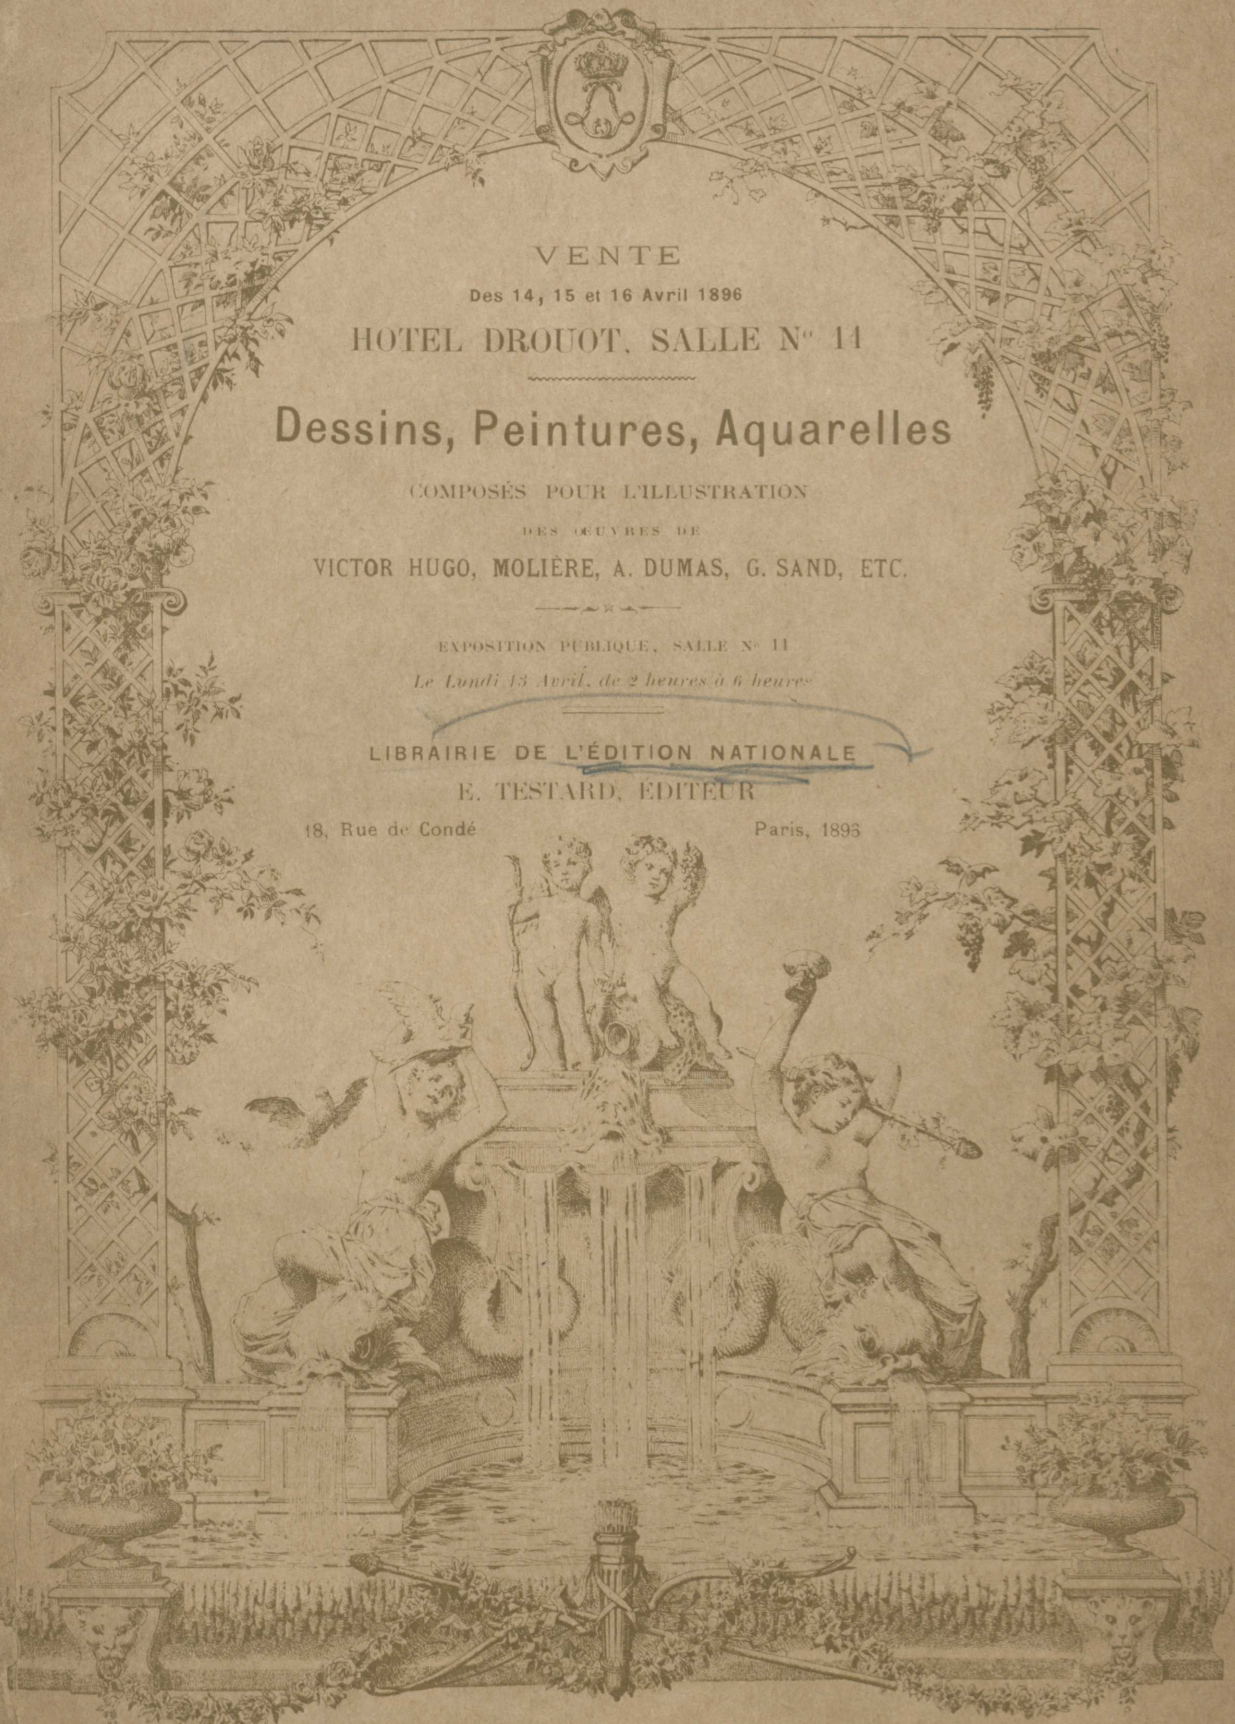 VENTE
Des 14, 15 et 16 Avril 1896
HOTEL DROUOT, SALLE No 11
Dessins, Peintures, Aquarelles
COMPOSÉS POUR L'ILLUSTRATION
DES ŒUVRES DE
VICTOR HUGO, MOLIÈRE, A. DUMAS, G. SAND, ETC.
EXPOSITION PUBLIQUE, SALLE No 11
Le Lundi 13 Avril, de 2 heures à 6 heures
LIBRAIRIE DE L'ÉDITION NATIONALE
E. TESTARD, ÉDITEUR
18, Rue de Condé Paris, 1896